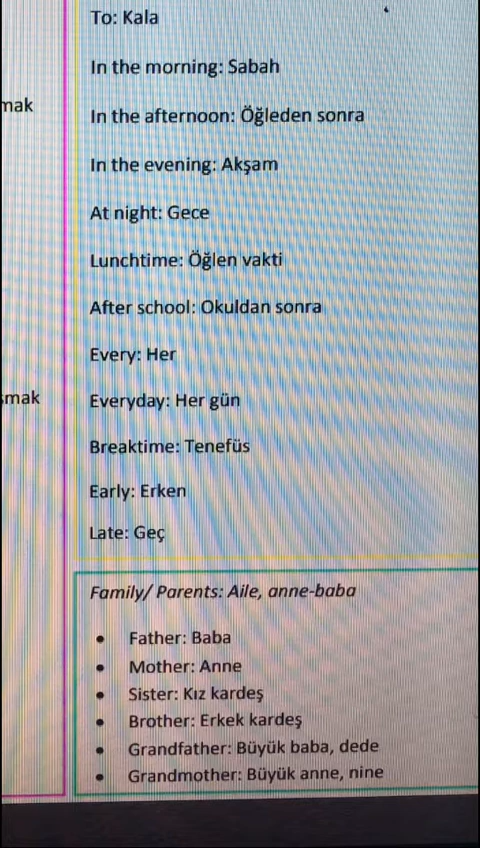 To: Kala
In the morning: Sabah
mak
In the afternoon: Öğleden sonra
In the evening: Akşam
At night: Gece
Lunchtime: Öğlen vakti
After school: Okuldan sonra
Every: Her
şmak
Everyday: Her gün
Breaktime: Tenefüs
Early: Erken
Late: Geç
Family/ Parents: Aile, anne-baba
• Father: Baba
• Mother: Anne
• Sister: Kız kardeş
• Brother: Erkek kardeş
• Grandfather: Büyük baba, dede
• Grandmother: Büyük anne, nine